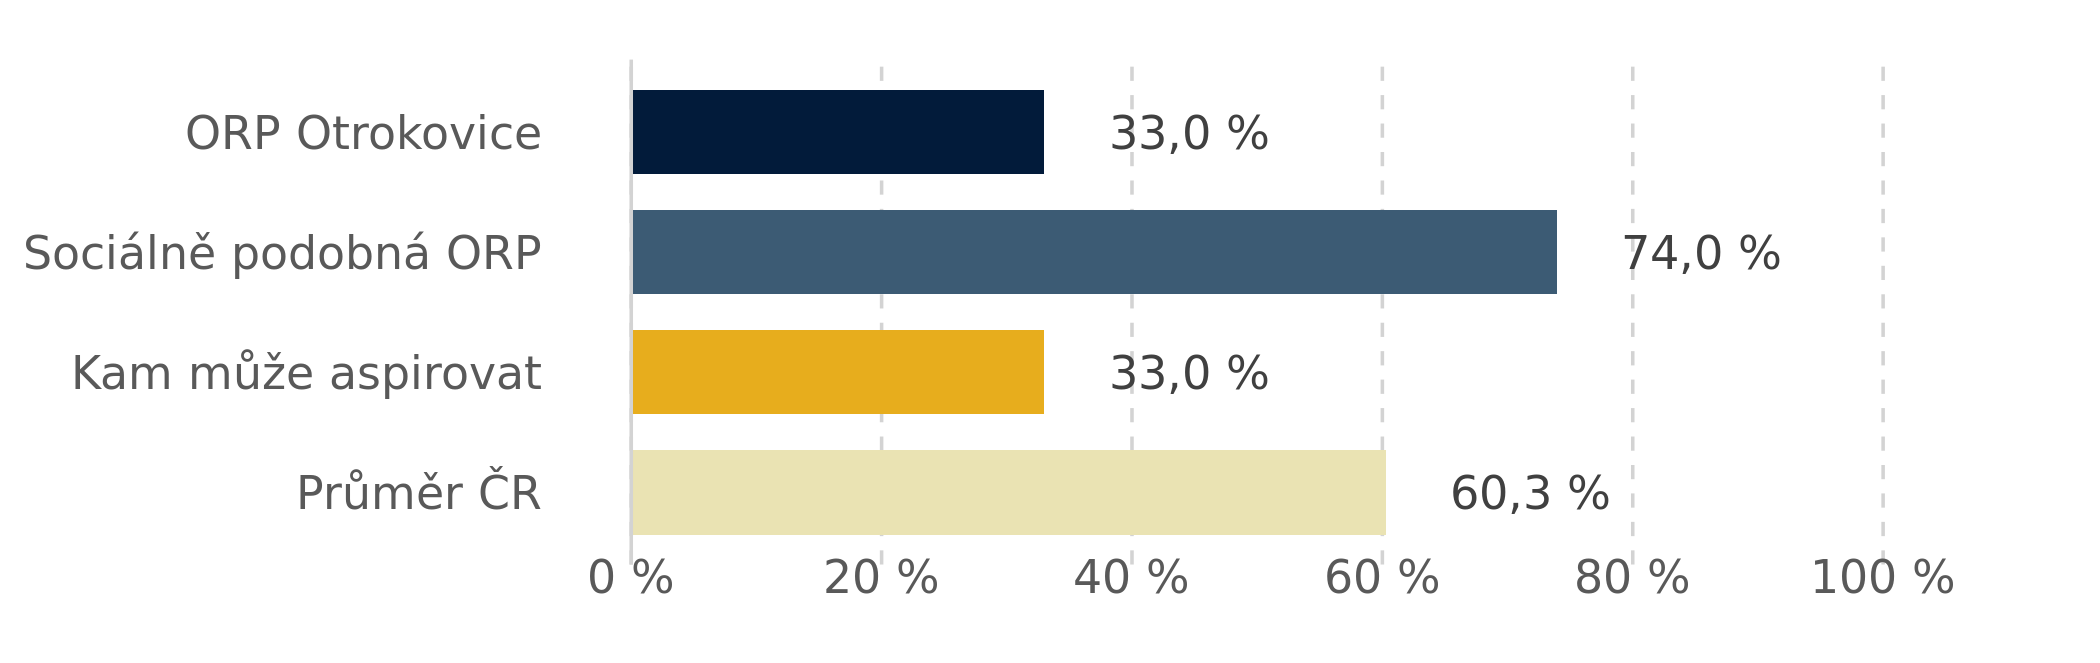 ORP Otrokovice 33,0 %
Sociálně podobná ORP 74,0 %
Kam může aspirovat 33,0 %
Průměr ČR 60,3 %
0 % 20 % 40 % 60 % 80 % 100 %